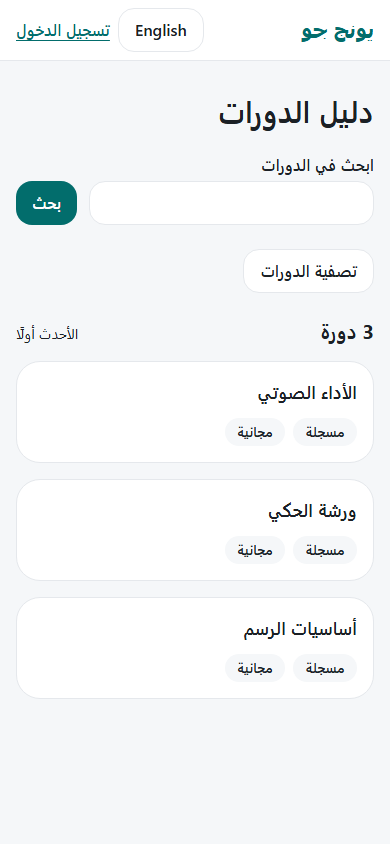 يونج جو
English
تسجيل الدخول
دليل الدورات
ابحث في الدورات
بحث
تصفية الدورات
3 دورة
الأحدث أولًا
الأداء الصوتي
مسجلة
مجانية
ورشة الحكي
مسجلة
مجانية
أساسيات الرسم
مسجلة
مجانية